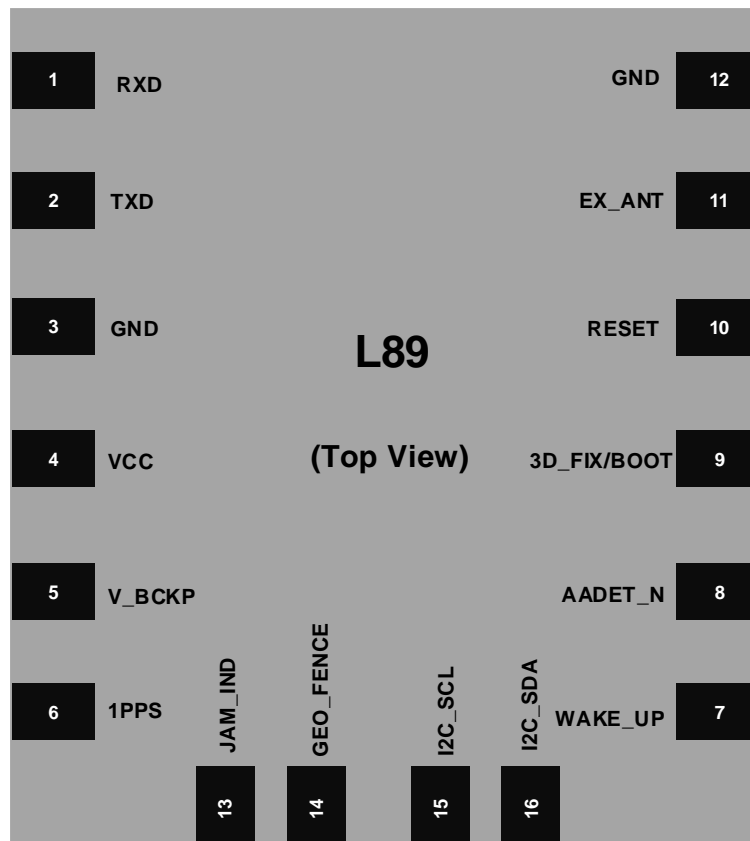 1 RXD GND 12
2 TXD EX_ANT 11
3 GND RESET 10
L89
4 VCC (Top View) 3D_FIX/BOOT 9
5 V_BCKP AADET_N 8
6 1PPS JAM_IND GEO_FENCE I2C_SCL I2C_SDA WAKE_UP 7
13 14 15 16